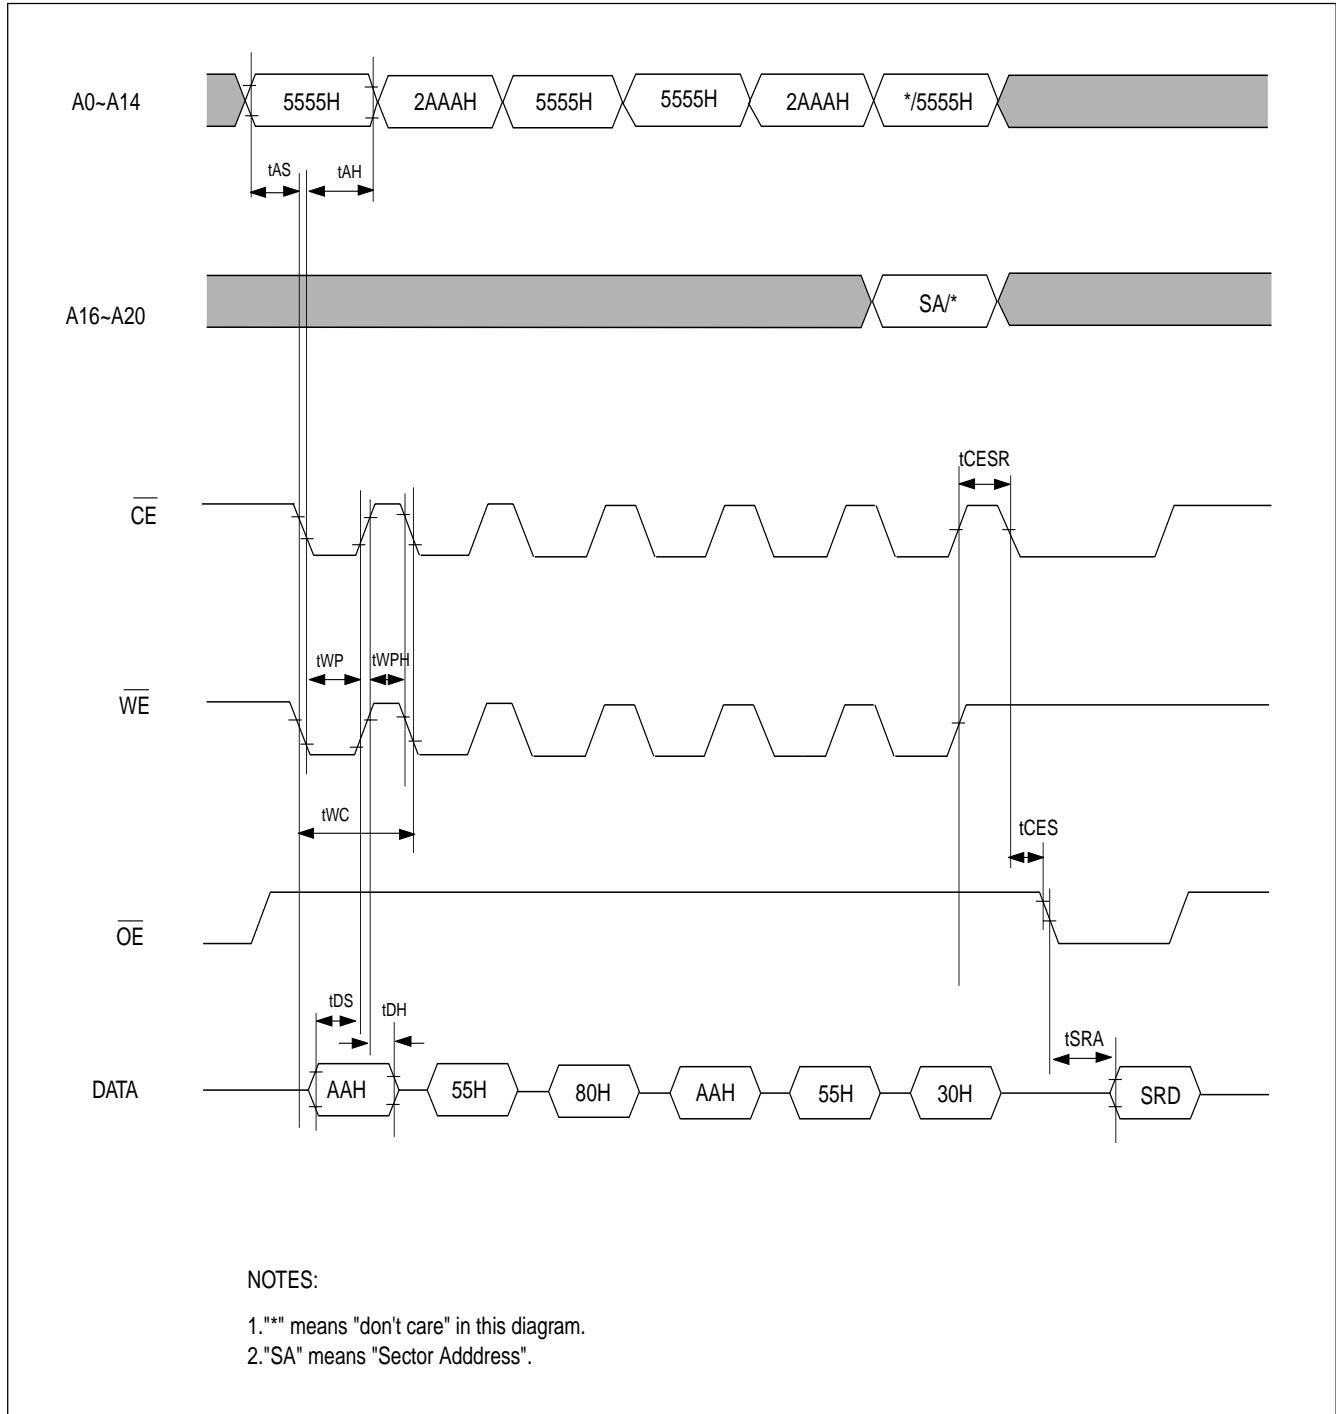 A0~A14 5555H 2AAAH 5555H 5555H 2AAAH */5555H
tAS tAH
A16~A20 SA/*
tCESR
CE
tWP tWPH
WE
tWC
tCES
OE
tDS tDH
tSRA
DATA AAH 55H 80H AAH 55H 30H SRD
NOTES:
1."*" means "don't care" in this diagram.
2."SA" means "Sector Adddress".